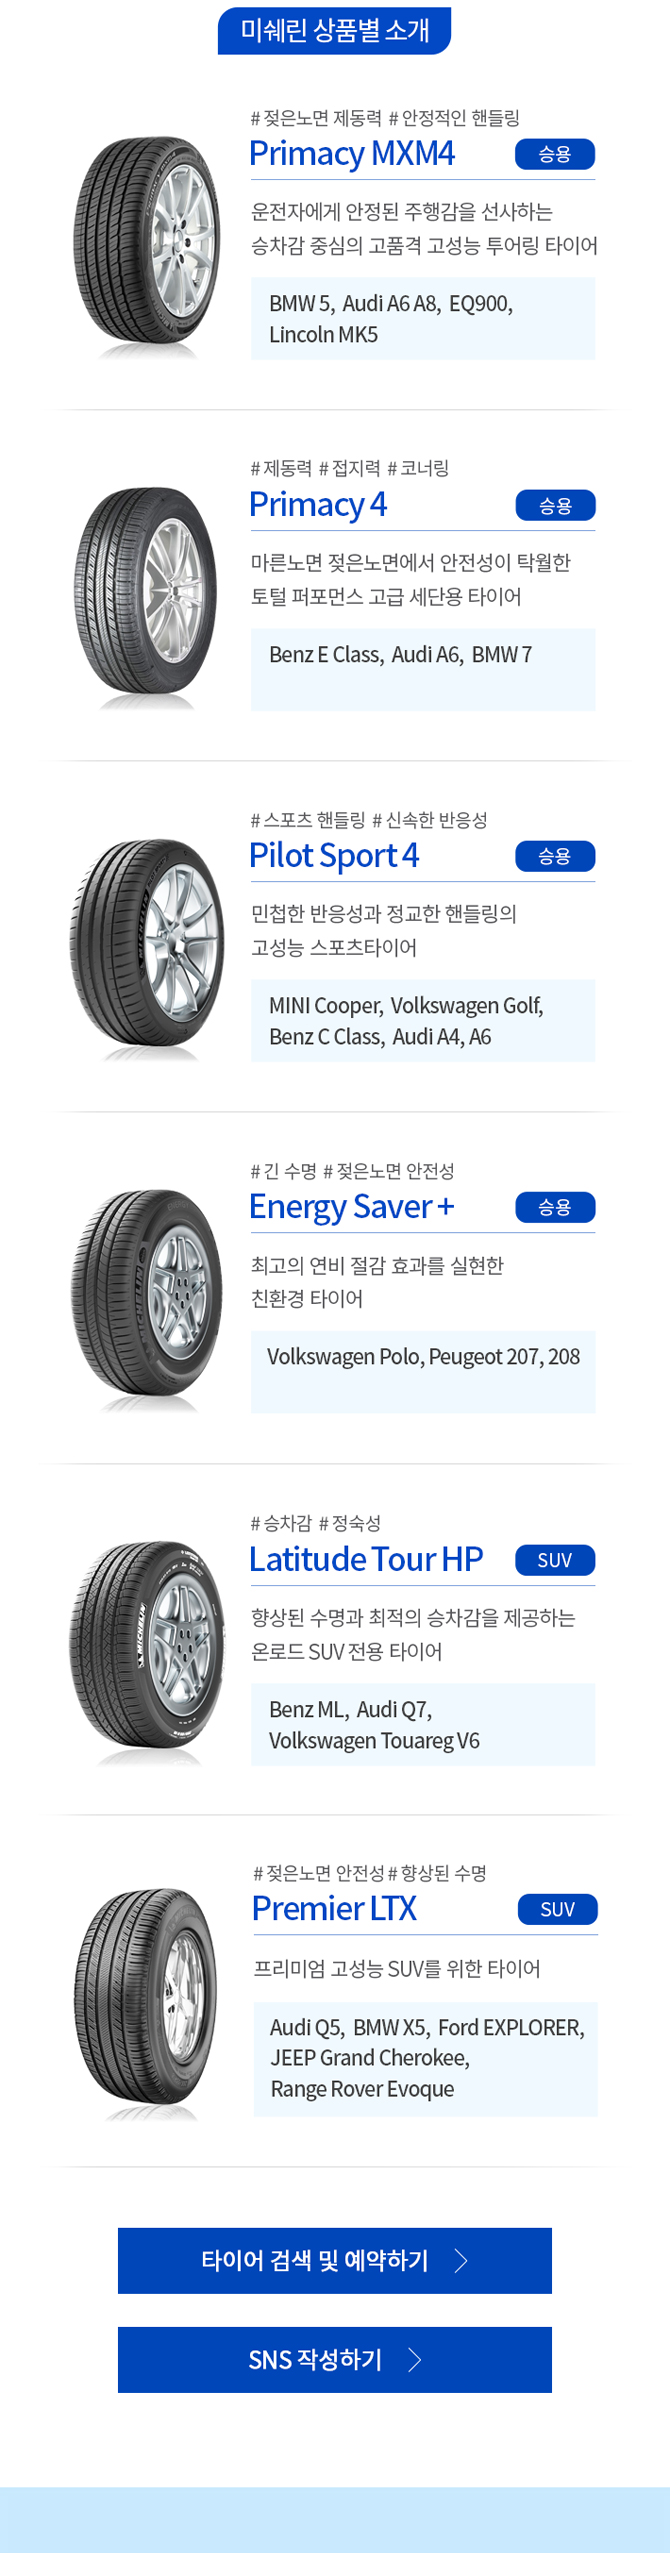 미쉐린 상품별 소개
# 젖은노면 제동력 # 안정적인 핸들링
Primacy MXM4
승용
운전자에게 안정된 주행감을 선사하는
승차감 중심의 고품격 고성능 투어링 타이어
BMW 5, Audi A6 A8, EQ900,
Lincoln MK5
# 제동력 # 접지력 # 코너링
Primacy 4
승용
마른노면 젖은노면에서 안전성이 탁월한
토털 퍼포먼스 고급 세단용 타이어
Benz E Class, Audi A6, BMW 7
# 스포츠 핸들링 # 신속한 반응성
Pilot Sport 4
승용
민첩한 반응성과 정교한 핸들링의
고성능 스포츠타이어
MINI Cooper, Volkswagen Golf,
Benz C Class, Audi A4, A6
# 긴 수명 # 젖은노면 안전성
Energy Saver +
승용
최고의 연비 절감 효과를 실현한
친환경 타이어
Volkswagen Polo, Peugeot 207, 208
# 승차감 # 정숙성
Latitude Tour HP
SUV
향상된 수명과 최적의 승차감을 제공하는
온로드 SUV 전용 타이어
Benz ML, Audi Q7,
Volkswagen Touareg V6
# 젖은노면 안전성 # 향상된 수명
Premier LTX
SUV
프리미엄 고성능 SUV를 위한 타이어
Audi Q5, BMW X5, Ford EXPLORER,
JEEP Grand Cherokee,
Range Rover Evoque
타이어 검색 및 예약하기
SNS 작성하기